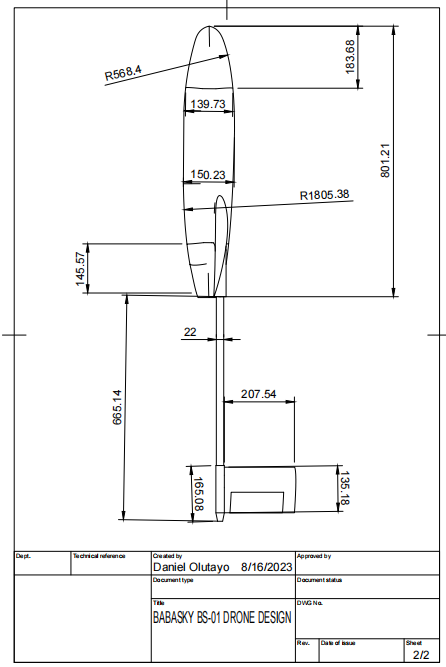 R568.4
183.68
139.73
801.21
150.23
R1805.38
145.57
22
665.14
207.54
165.08
135.18
Dept.
Technical reference
Created by
Approved by
Daniel Olutayo 8/16/2023
Document type
Document status
Title
DWG No.
BABASKY BS-01 DRONE DESIGN
Rev.
Date of issue
Sheet
2/2